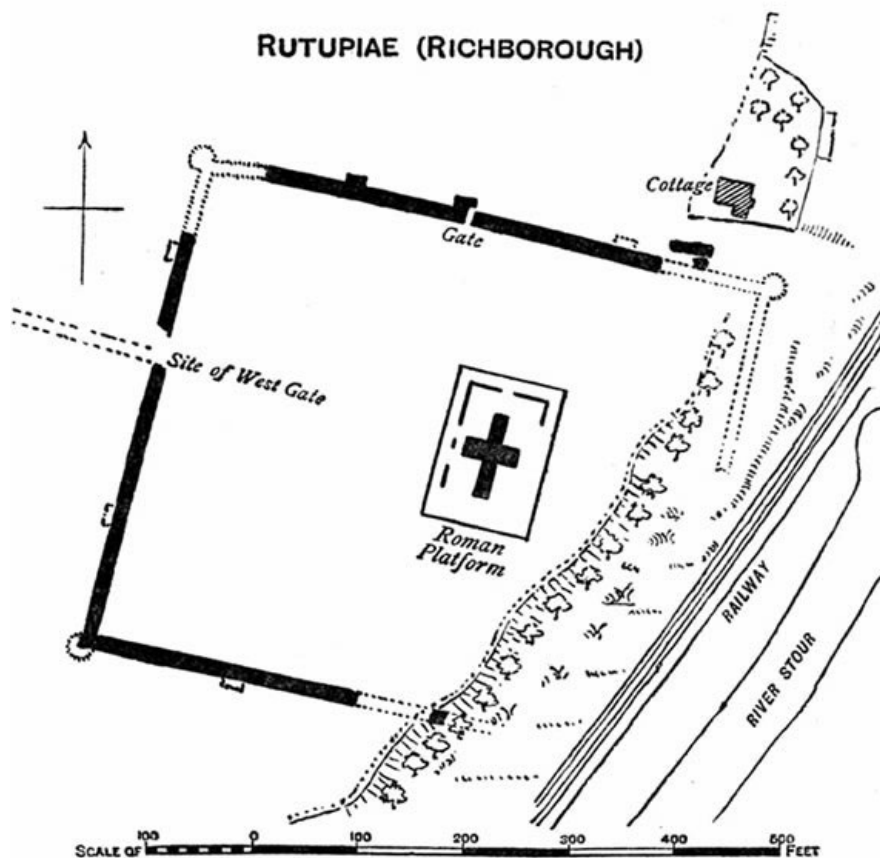 RUTUPIAE (RICHBOROUGH)
Cottage
Gate
Site of West Gate
Roman
Platform
RAILWAY
RIVER STOUR
100 0 100 200 300 400 500
SCALE OF FEET